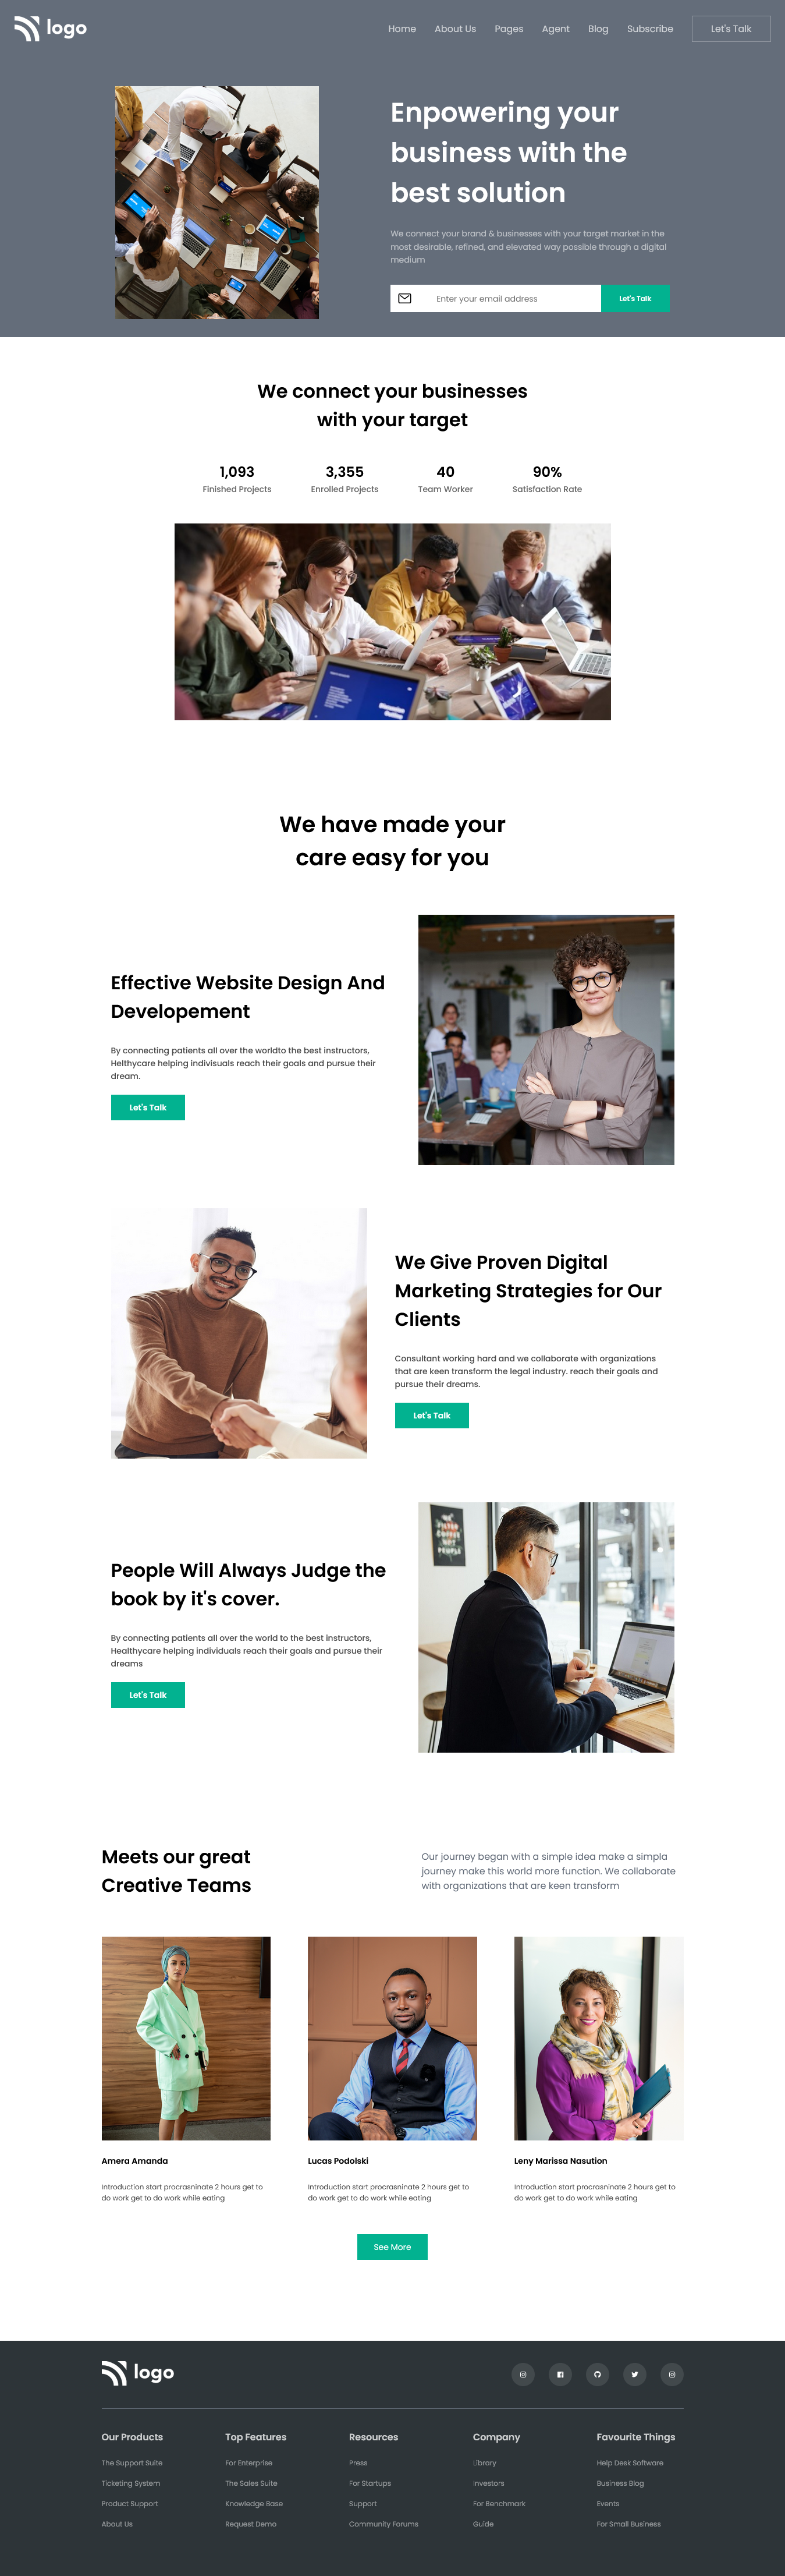 logo
Home About Us Pages Agent Blog Subscribe Let's Talk
Enpowering your
business with the
best solution
We connect your brand & businesses with your target market in the
most desirable, refined, and elevated way possible through a digital
medium
Enter your email address Let's Talk
We connect your businesses
with your target
1,093 3,355 40 90%
Finished Projects Enrolled Projects Team Worker Satisfaction Rate
We have made your
care easy for you
Effective Website Design And
Developement
By connecting patients all over the worldto the best instructors,
Helthycare helping indivisuals reach their goals and pursue their
dream.
Let's Talk
We Give Proven Digital
Marketing Strategies for Our
Clients
Consultant working hard and we collaborate with organizations
that are keen transform the legal industry. reach their goals and
pursue their dreams.
Let's Talk
People Will Always Judge the
book by it's cover.
By connecting patients all over the world to the best instructors,
Healthycare helping individuals reach their goals and pursue their
dreams
Let's Talk
Meets our great
Creative Teams
Our journey began with a simple idea make a simpla
journey make this world more function. We collaborate
with organizations that are keen transform
Amera Amanda
Introduction start procrasninate 2 hours get to
do work get to do work while eating
Lucas Podolski
Introduction start procrasninate 2 hours get to
do work get to do work while eating
Leny Marissa Nasution
Introduction start procrasninate 2 hours get to
do work get to do work while eating
See More
logo
Our Products
The Support Suite
Ticketing System
Product Support
About Us
Top Features
For Enterprise
The Sales Suite
Knowledge Base
Request Demo
Resources
Press
For Startups
Support
Community Forums
Company
Library
Investors
For Benchmark
Guide
Favourite Things
Help Desk Software
Business Blog
Events
For Small Business